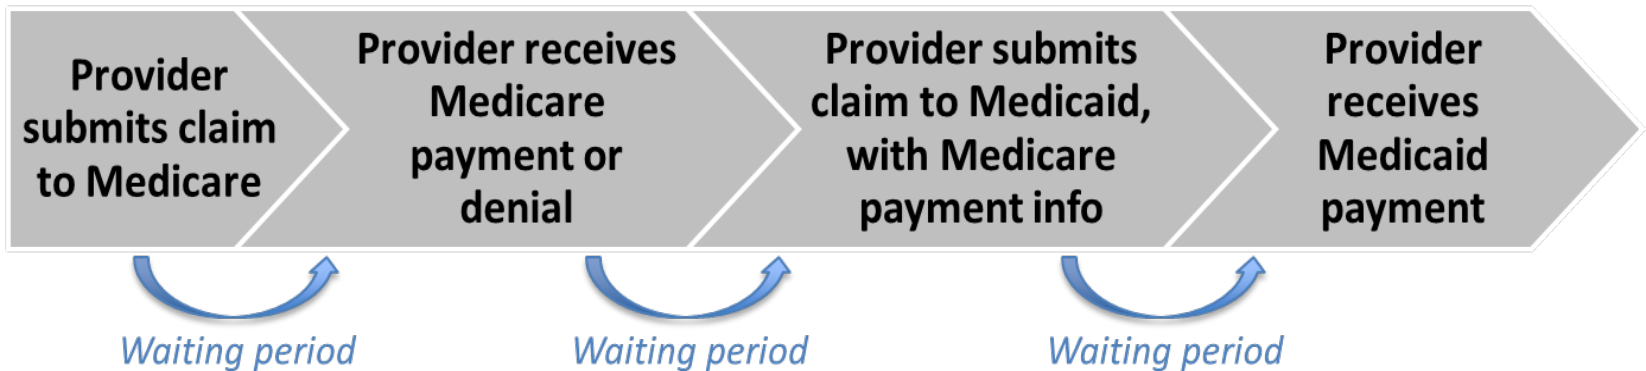 Provider
submits claim
to Medicare
Provider receives
Medicare
payment or
denial
Provider submits
claim to Medicaid,
with Medicare
payment info
Provider
receives
Medicaid
payment
Waiting period
Waiting period
Waiting period